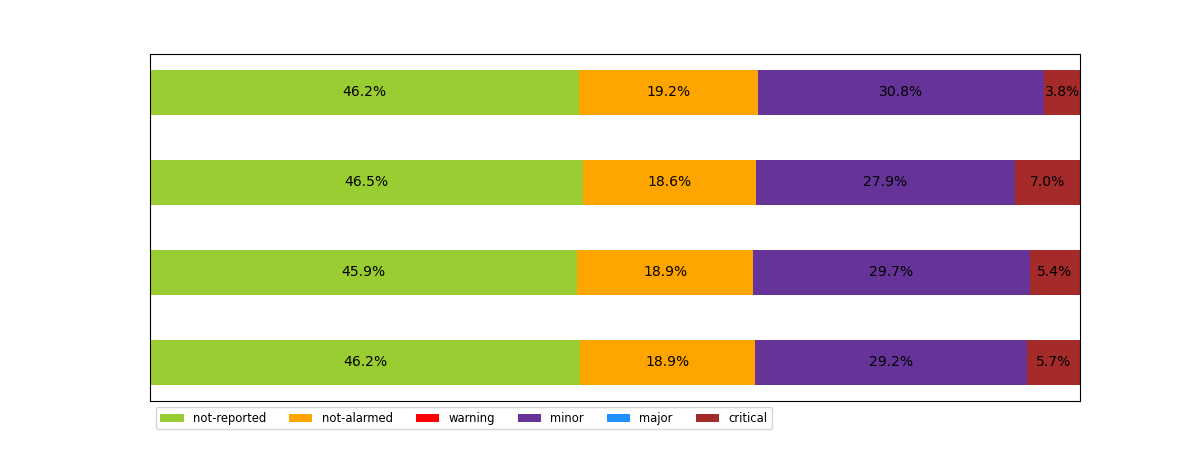 46.2% 19.2% 30.8% 3.8%
46.5% 18.6% 27.9% 7.0%
45.9% 18.9% 29.7% 5.4%
46.2% 18.9% 29.2% 5.7%
not-reported not-alarmed warning minor major critical